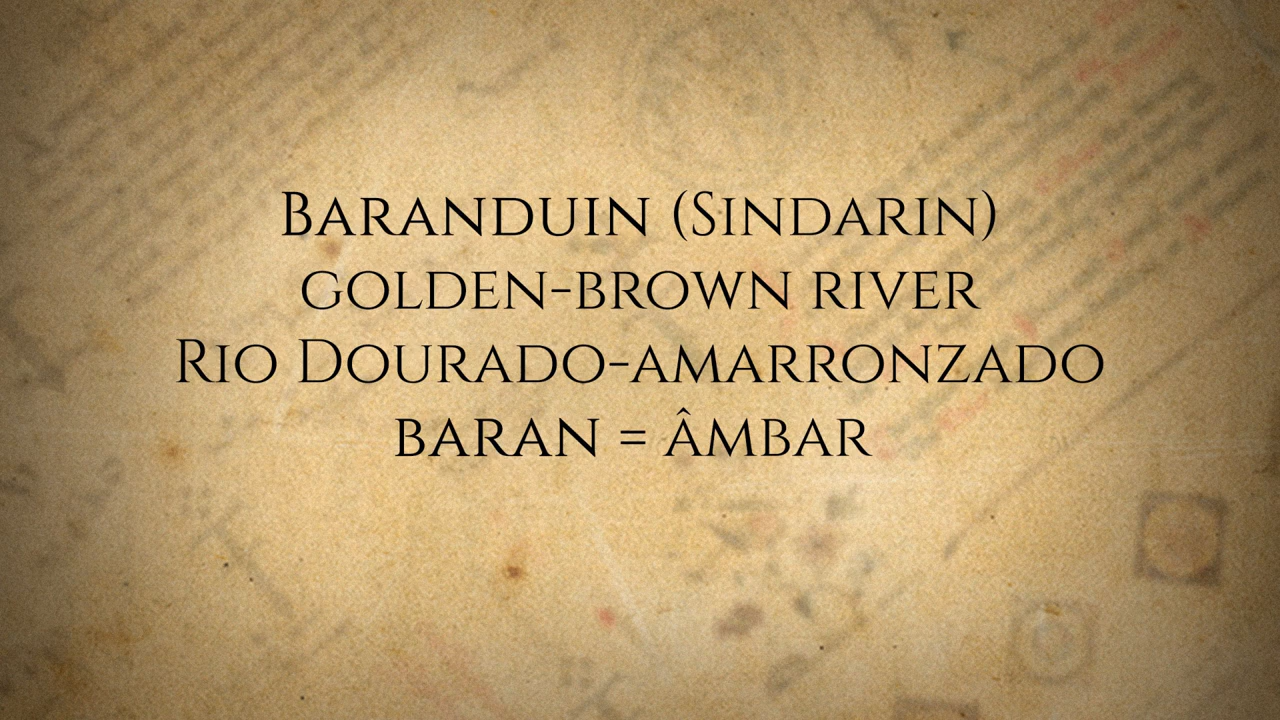 Baranduin (Sindarin)
golden-brown river
Rio Dourado-amarronzado
baran = âmbar